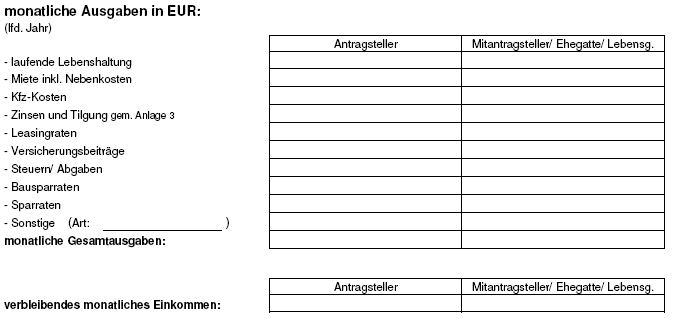 monatliche Ausgaben in EUR:
(lfd. Jahr)
Antragsteller Mitantragsteller/ Ehegatte/ Lebensg.
- laufende Lebenshaltung
- Miete inkl. Nebenkosten
- Kfz-Kosten
- Zinsen und Tilgung gem. Anlage 3
- Leasingraten
- Versicherungsbeiträge
- Steuern/ Abgaben
- Bausparraten
- Sparraten
- Sonstige (Art: )
monatliche Gesamtausgaben:
Antragsteller Mitantragsteller/ Ehegatte/ Lebensg.
verbleibendes monatliches Einkommen: